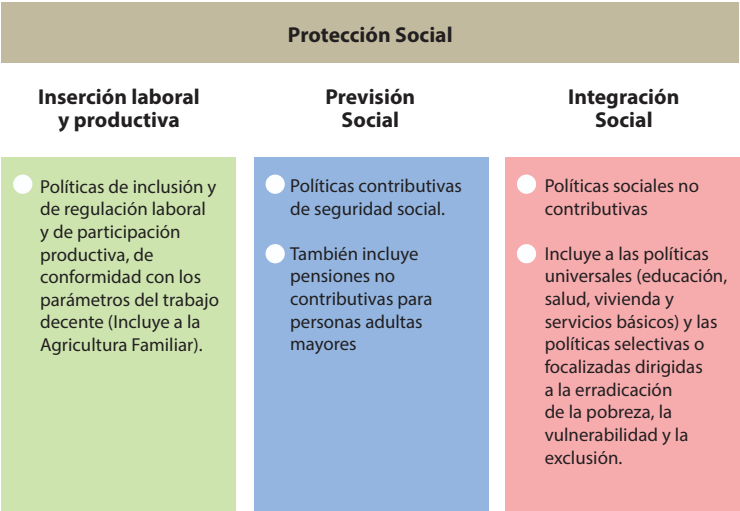 Protección Social
Inserción laboral
y productiva
Políticas de inclusión y
de regulación laboral
y de participación
productiva, de
conformidad con los
parámetros del trabajo
decente (Incluye a la
Agricultura Familiar).
Previsión
Social
Políticas contributivas
de seguridad social.
También incluye
pensiones no
contributivas para
personas adultas
mayores
Integración
Social
Políticas sociales no
contributivas
Incluye a las políticas
universales (educación,
salud, vivienda y
servicios básicos) y las
políticas selectivas o
focalizadas dirigidas
a la erradicación
de la pobreza, la
vulnerabilidad y la
exclusión.